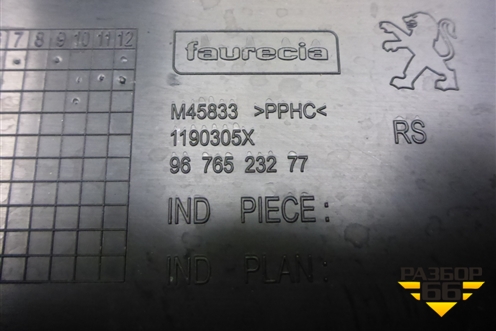 6 7 8 9 10 11 12
faurecia
M45833 >PPHC<
1190305X
RS
96 765 232 77
IND PIECE :
IND PLAN :
РАЗБОР
66